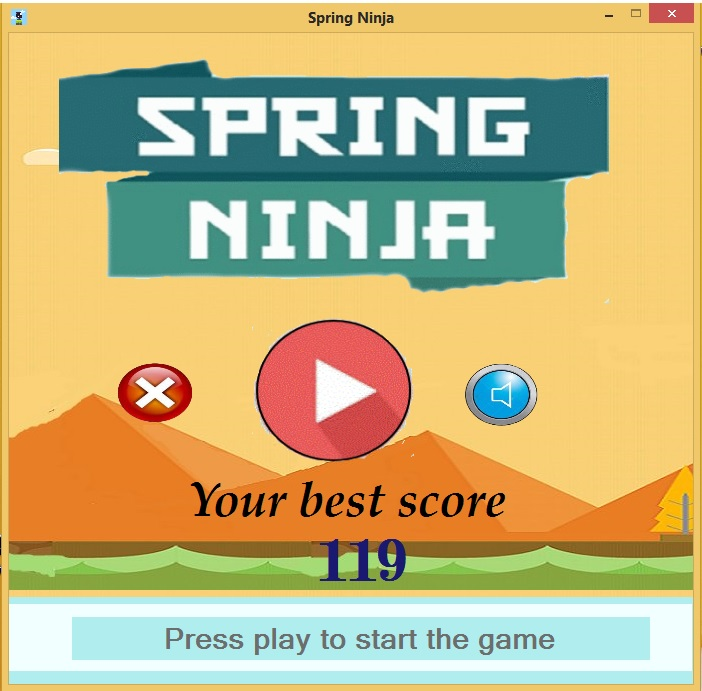 Spring Ninja
SPRING
NINJA
Your best score
119
Press play to start the game